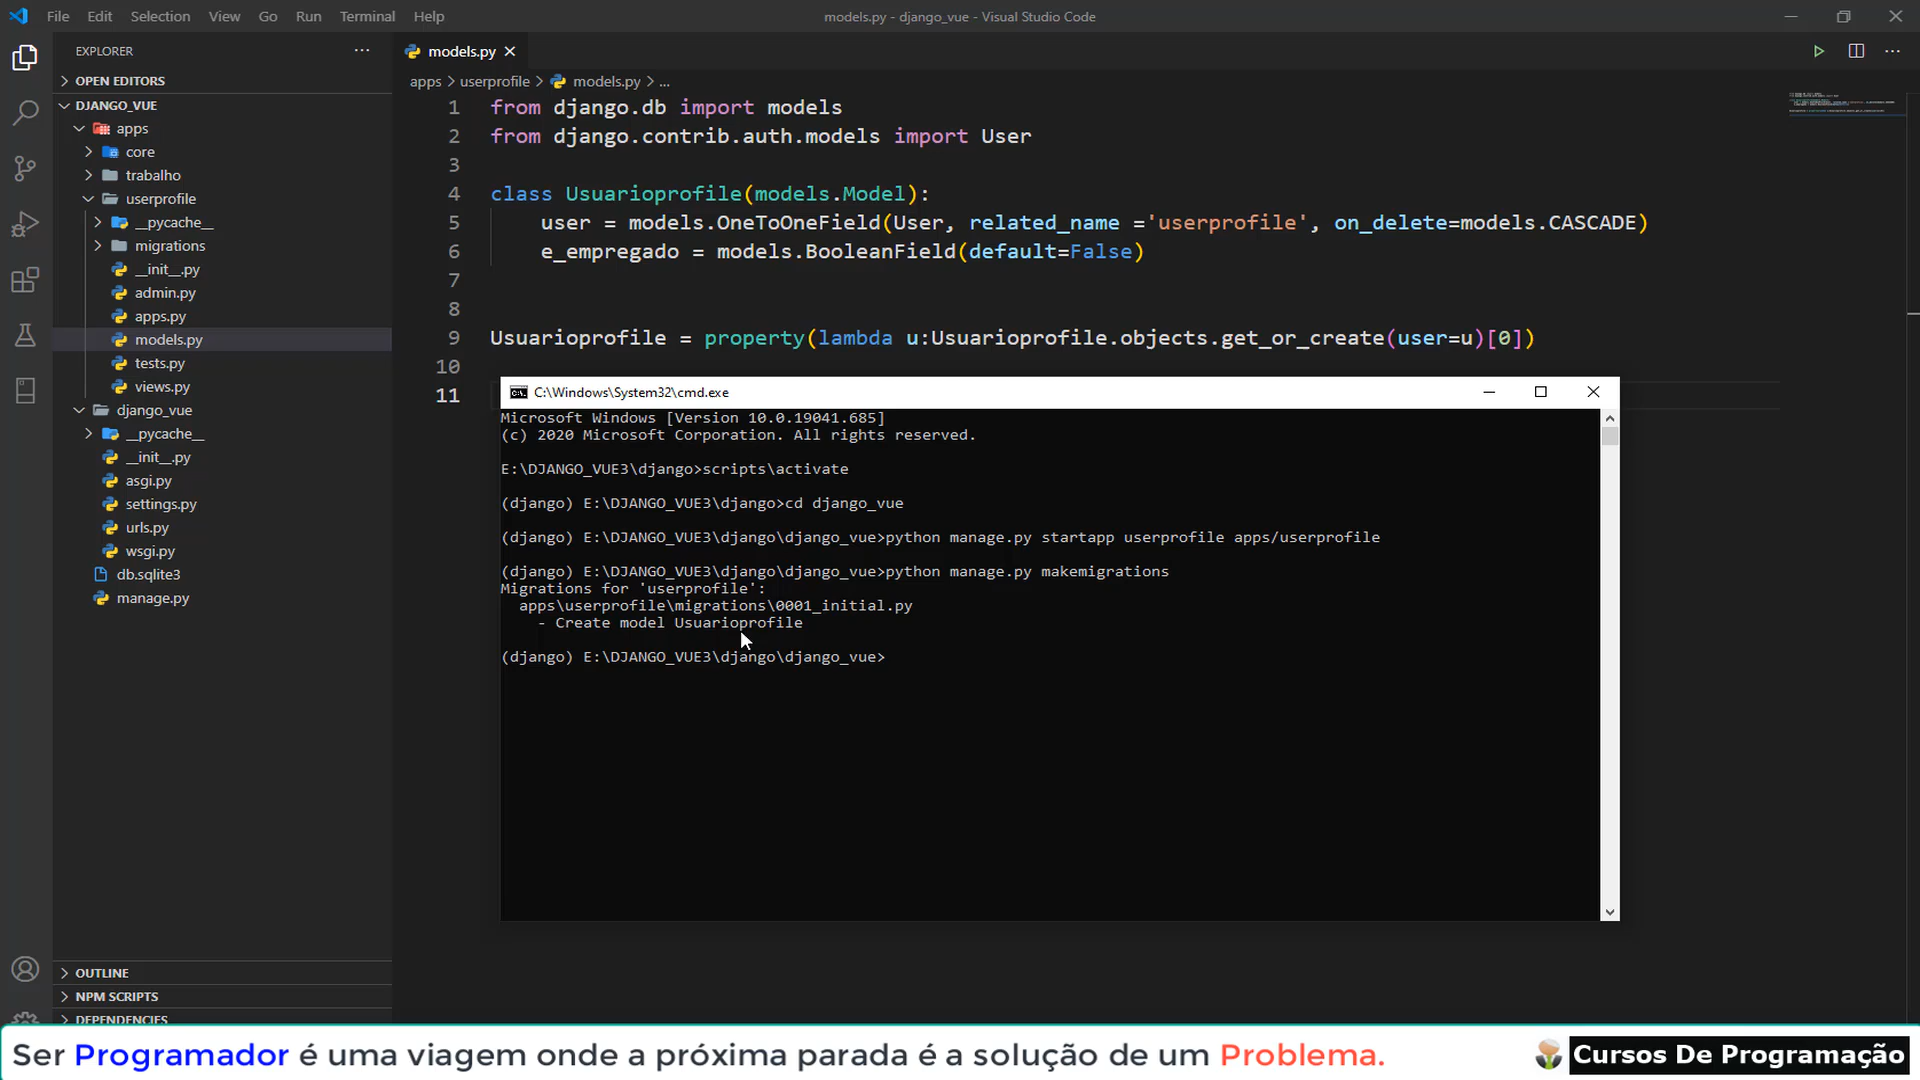 File Edit Selection View Go Run Terminal Help
models.py - django_vue - Visual Studio Code
EXPLORER
OPEN EDITORS
DJANGO_VUE
apps
core
trabalho
userprofile
__pycache__
migrations
__init__.py
admin.py
apps.py
models.py
tests.py
views.py
django_vue
__pycache__
__init__.py
asgi.py
settings.py
urls.py
wsgi.py
db.sqlite3
manage.py
OUTLINE
NPM SCRIPTS
DEPENDENCIES
models.py
apps > userprofile > models.py > ...
1 from django.db import models
2 from django.contrib.auth.models import User
3
4 class Usuarioprofile(models.Model):
5 user = models.OneToOneField(User, related_name ='userprofile', on_delete=models.CASCADE)
6 e_empregado = models.BooleanField(default=False)
7
8
9 Usuarioprofile = property(lambda u:Usuarioprofile.objects.get_or_create(user=u)[0])
10
11
C:\Windows\System32\cmd.exe
Microsoft Windows [Version 10.0.19041.685]
(c) 2020 Microsoft Corporation. All rights reserved.
E:\DJANGO_VUE3\django>scripts\activate
(django) E:\DJANGO_VUE3\django>cd django_vue
(django) E:\DJANGO_VUE3\django\django_vue>python manage.py startapp userprofile apps/userprofile
(django) E:\DJANGO_VUE3\django\django_vue>python manage.py makemigrations
Migrations for 'userprofile':
apps\userprofile\migrations\0001_initial.py
- Create model Usuarioprofile
(django) E:\DJANGO_VUE3\django\django_vue>
Ser Programador é uma viagem onde a próxima parada é a solução de um Problema.
Cursos De Programação